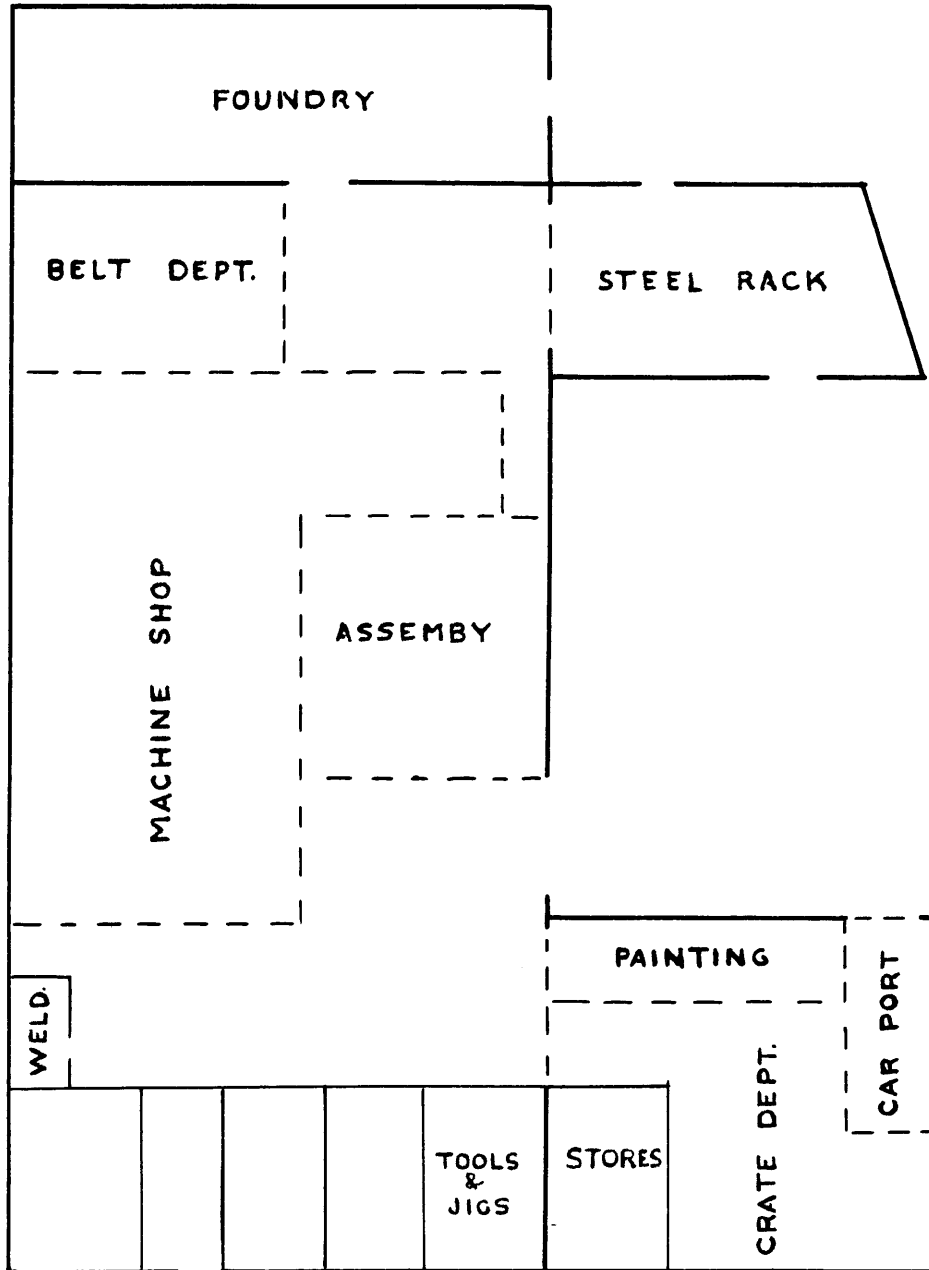 FOUNDRY
BELT DEPT.
STEEL RACK
MACHINE SHOP
ASSEMBY
PAINTING
CAR PORT
WELD.
CRATE DEPT.
TOOLS
&
JIGS
STORES